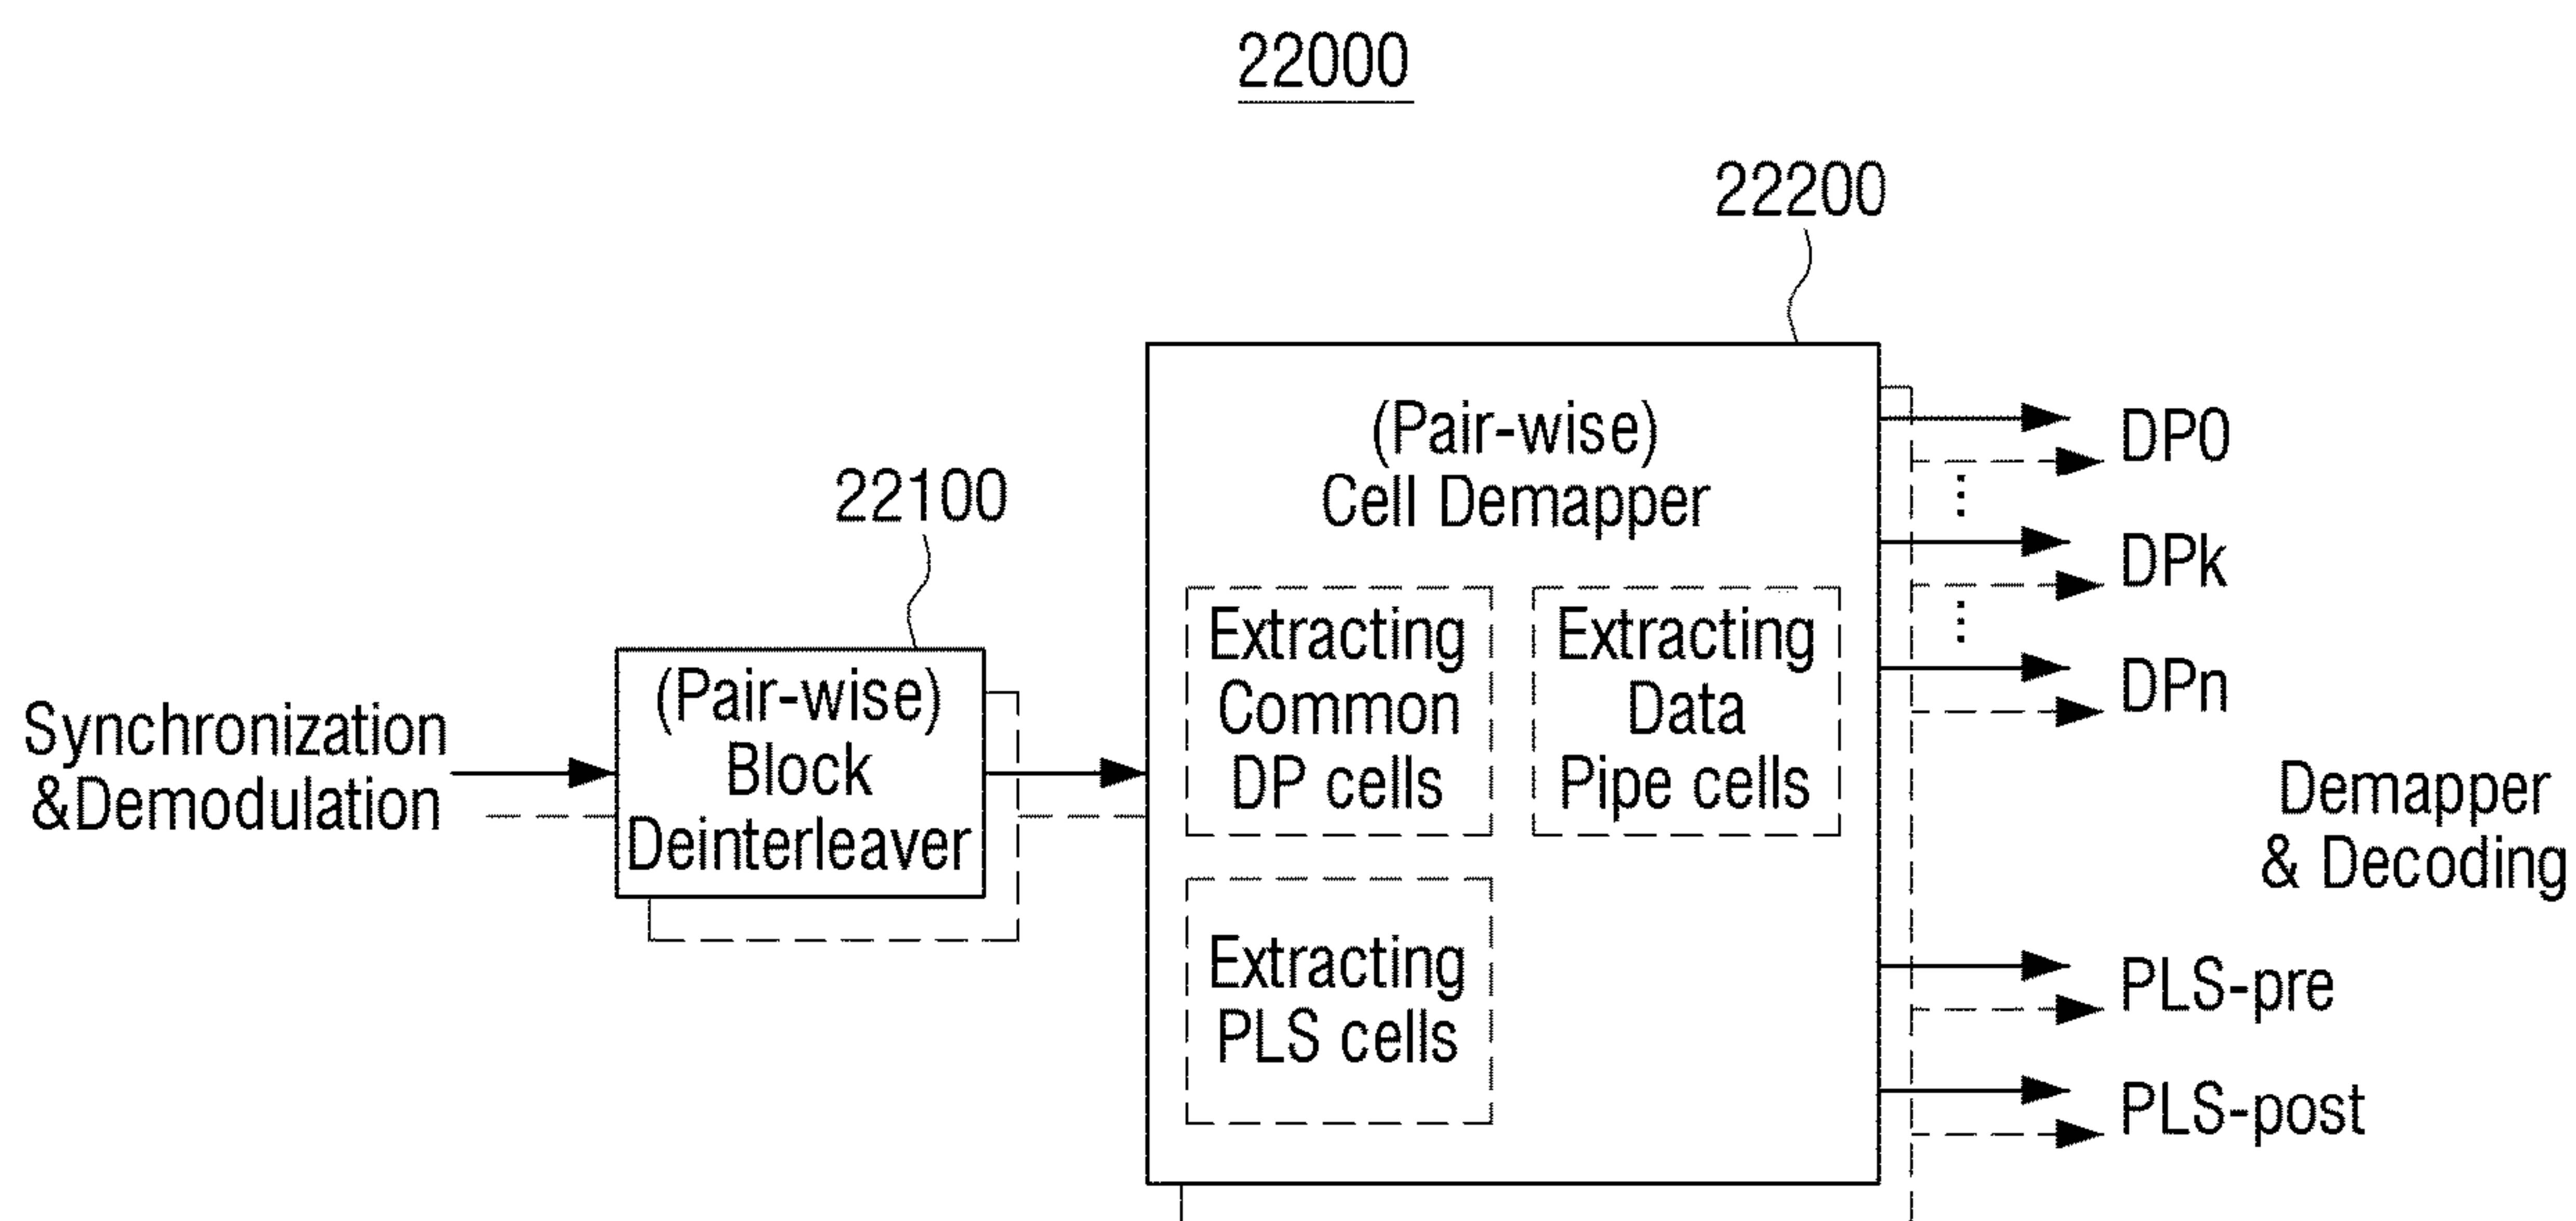 22000
22200
22100
Synchronization
&Demodulation
(Pair-wise)
Block
Deinterleaver
(Pair-wise)
Cell Demapper
Extracting
Common
DP cells
Extracting
Data
Pipe cells
Extracting
PLS cells
DP0
⋮
DPk
⋮
DPn
Demapper
& Decoding
PLS-pre
PLS-post